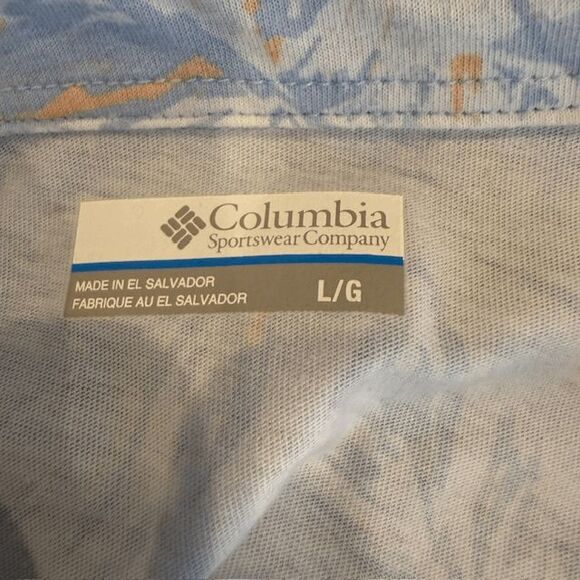 Columbia
Sportswear Company
MADE IN EL SALVADOR
FABRIQUE AU EL SALVADOR
L/G